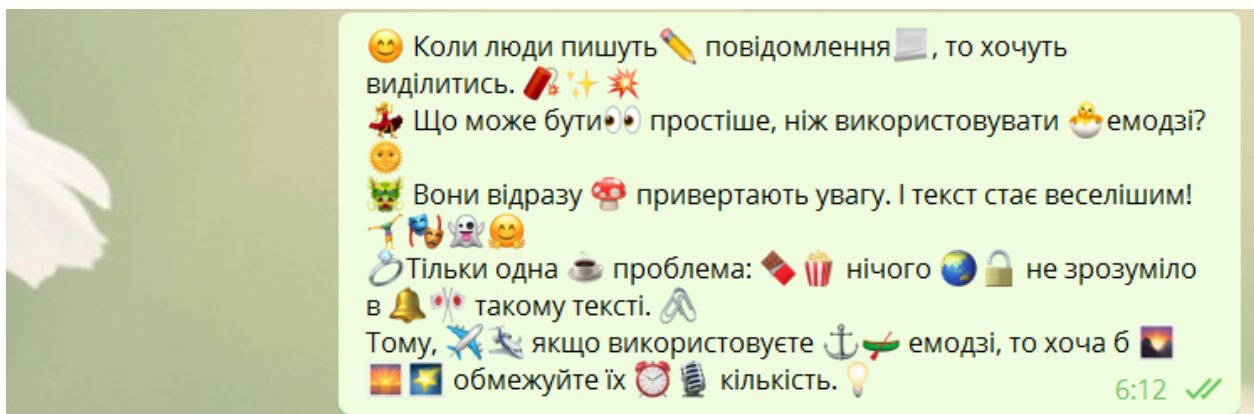 😊 Коли люди пишуть✏️ повідомлення📃, то хочуть
виділитись. 🧨✨💥
💃 Що може бути👀 простіше, ніж використовувати 🐣емодзі?
🌞
🐲 Вони відразу 🍄 привертають увагу. І текст стає веселішим!
🤸🎭👻🤗
💍Тільки одна ☕ проблема: 🍫🍿 нічого 🌏🔓 не зрозуміло
в 🔔🎌 такому тексті. 🖇️
Тому, ✈️🛩️ якщо використовуєте ⚓🛶 емодзі, то хоча б 🌄
🌅🌠 обмежуйте їх ⏰🎙️ кількість. 💡
6:12